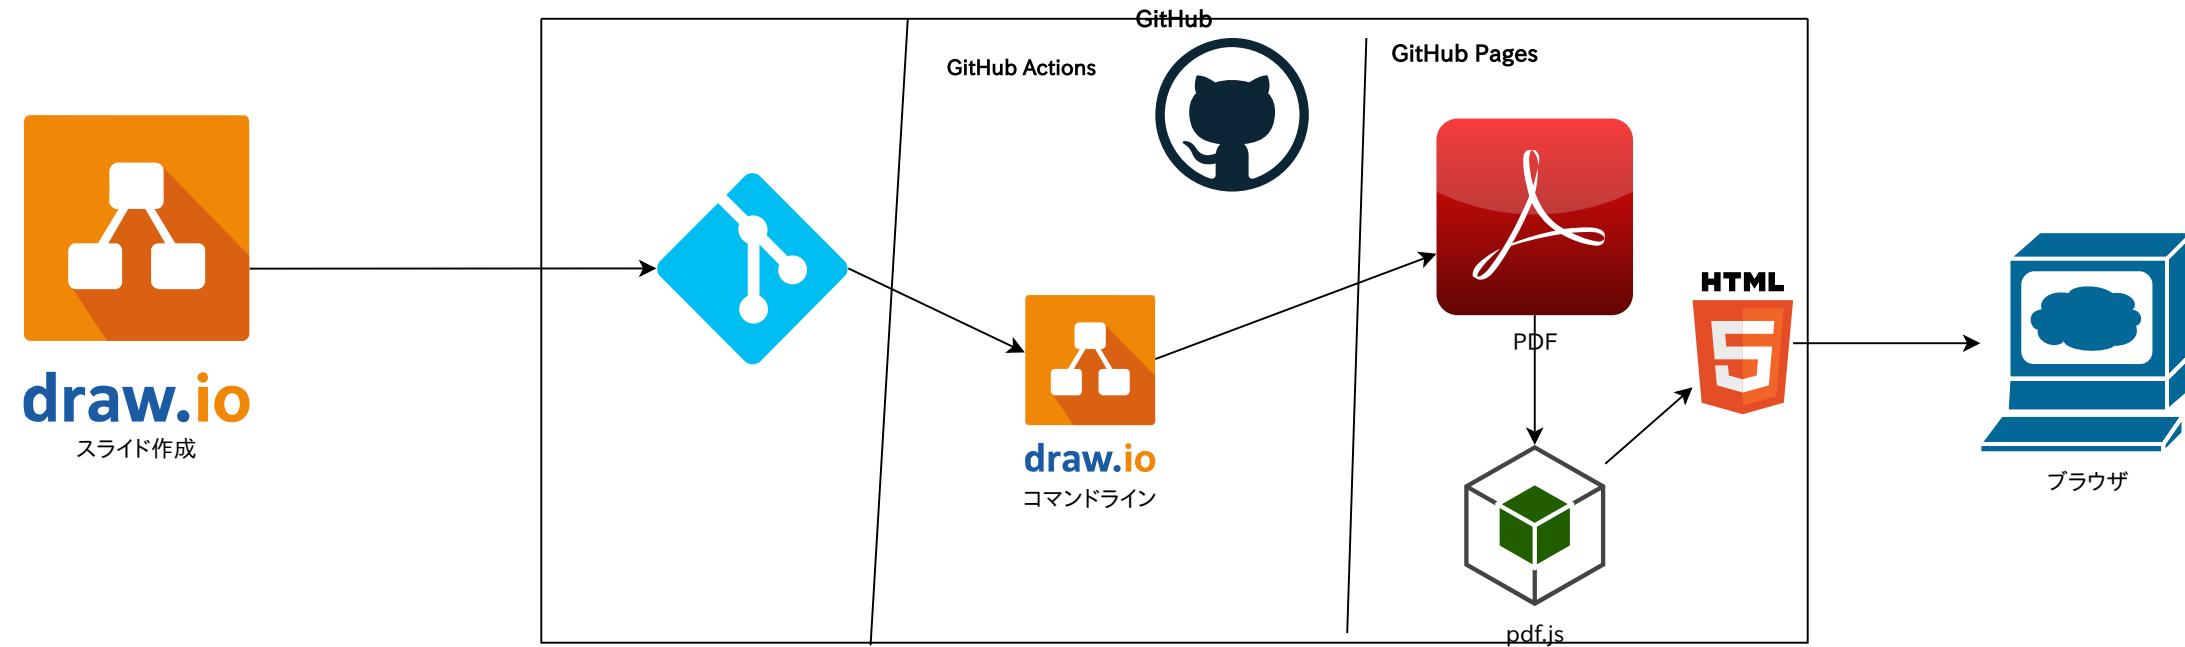 GitHub
GitHub Actions
GitHub Pages
draw.io
スライド作成
draw.io
コマンドライン
PDF
HTML
5
pdf.js
ブラウザ